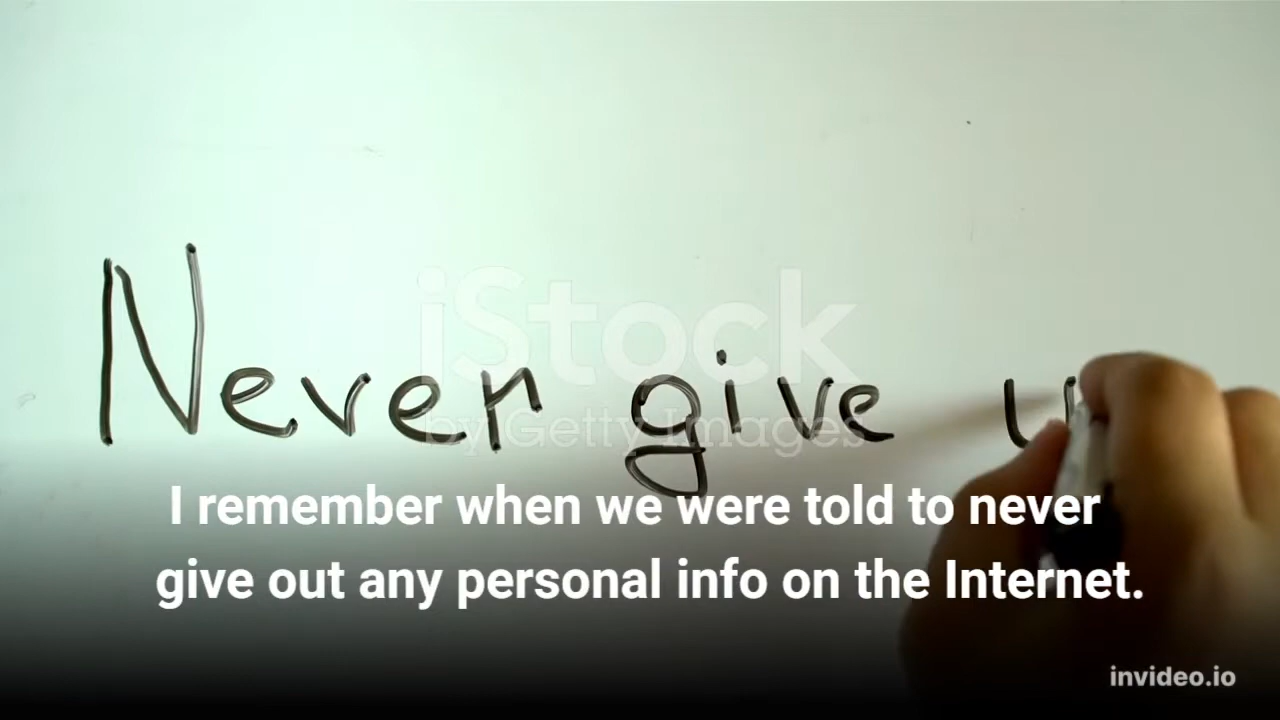 iStock
by Getty Images
Never give u
I remember when we were told to never
give out any personal info on the Internet.
invideo.io